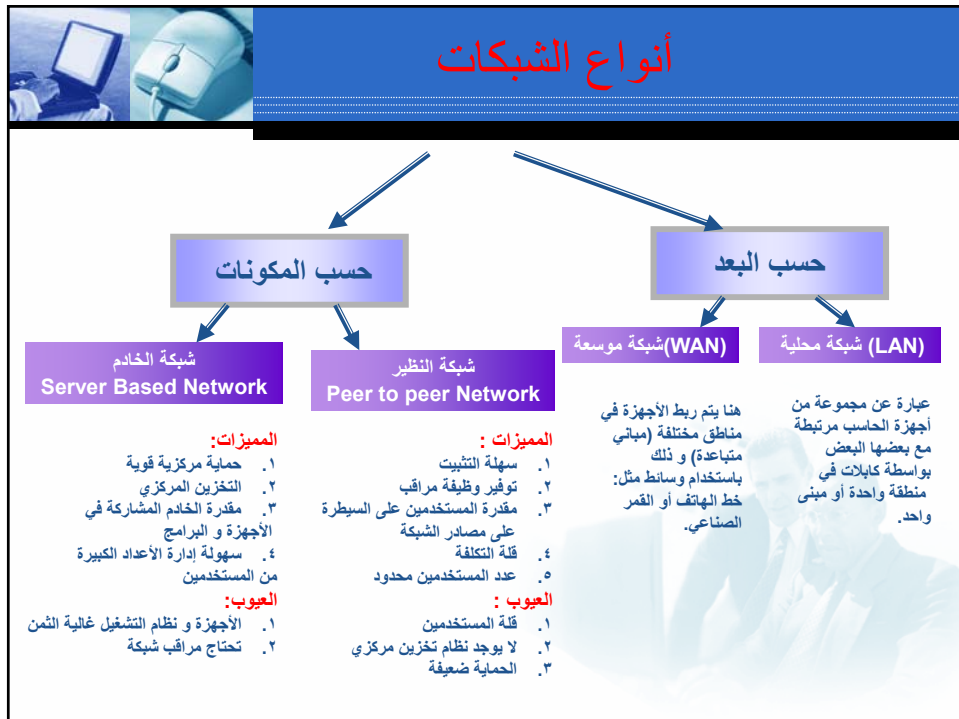 أنواع الشبكات
حسب البعد
شبكة محلية (LAN)
عبارة عن مجموعة من
أجهزة الحاسب مرتبطة
مع بعضها البعض
بواسطة كابلات في
منطقة واحدة أو مبنى
واحد.
شبكة موسعة(WAN)
هنا يتم ربط الأجهزة في
مناطق مختلفة (مباني
متباعدة) و ذلك
باستخدام وسائط مثل:
خط الهاتف أو القمر
الصناعي.
حسب المكونات
شبكة النظير
Peer to peer Network
المميزات :
١. سهلة التثبيت
٢. توفير وظيفة مراقب
٣. مقدرة المستخدمين على السيطرة
على مصادر الشبكة
٤. قلة التكلفة
٥. عدد المستخدمين محدود
العيوب :
١. قلة المستخدمين
٢. لا يوجد نظام تخزين مركزي
٣. الحماية ضعيفة
شبكة الخادم
Server Based Network
المميزات:
١. حماية مركزية قوية
٢. التخزين المركزي
٣. مقدرة الخادم المشاركة في
الأجهزة و البرامج
٤. سهولة إدارة الأعداد الكبيرة
من المستخدمين
العيوب:
١. الأجهزة و نظام التشغيل غالية الثمن
٢. تحتاج مراقب شبكة